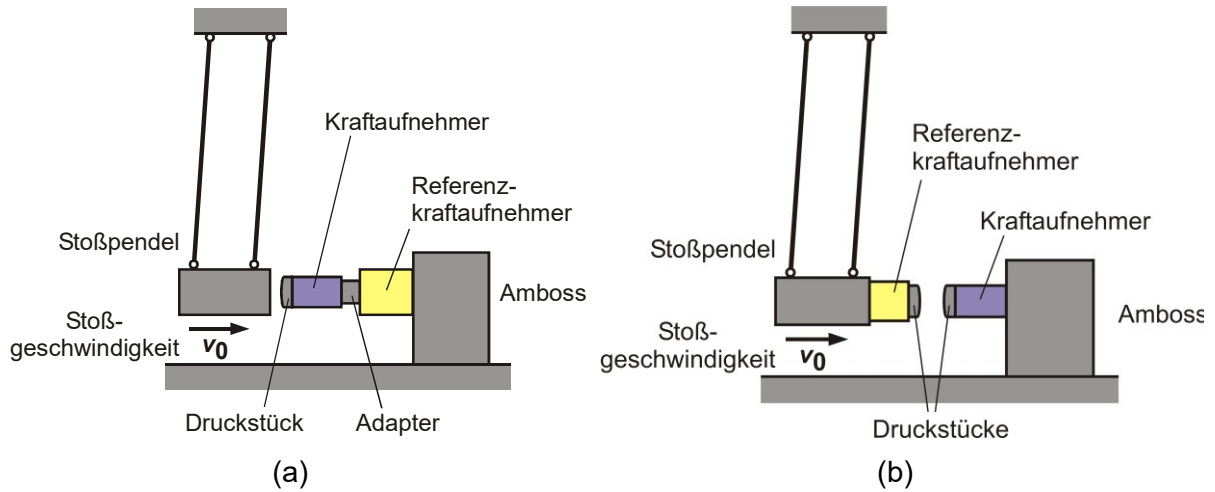 Kraftaufnehmer
Referenz-
kraftaufnehmer
Stoßpendel
Amboss
Stoß-
geschwindigkeit
v0
Druckstück
Adapter
(a)
Referenz-
kraftaufnehmer
Kraftaufnehmer
Stoßpendel
Amboss
Stoß-
geschwindigkeit
v0
Druckstücke
(b)